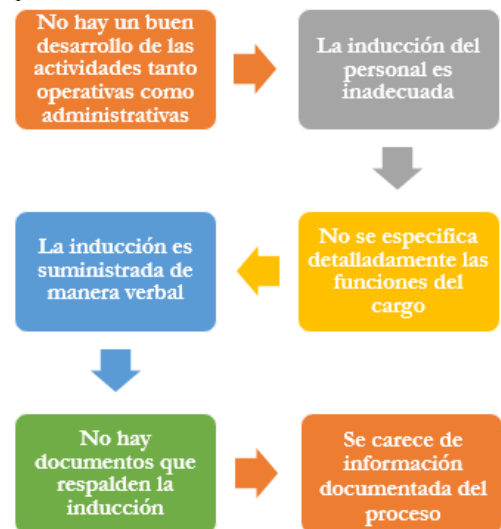 No hay un buen
desarrollo de las
actividades tanto
operativas como
administrativas
La inducción del
personal es
inadecuada
No se especifica
detalladamente las
funciones del
cargo
La inducción es
suministrada de
manera verbal
No hay
documentos que
respalden la
inducción
Se carece de
información
documentada del
proceso